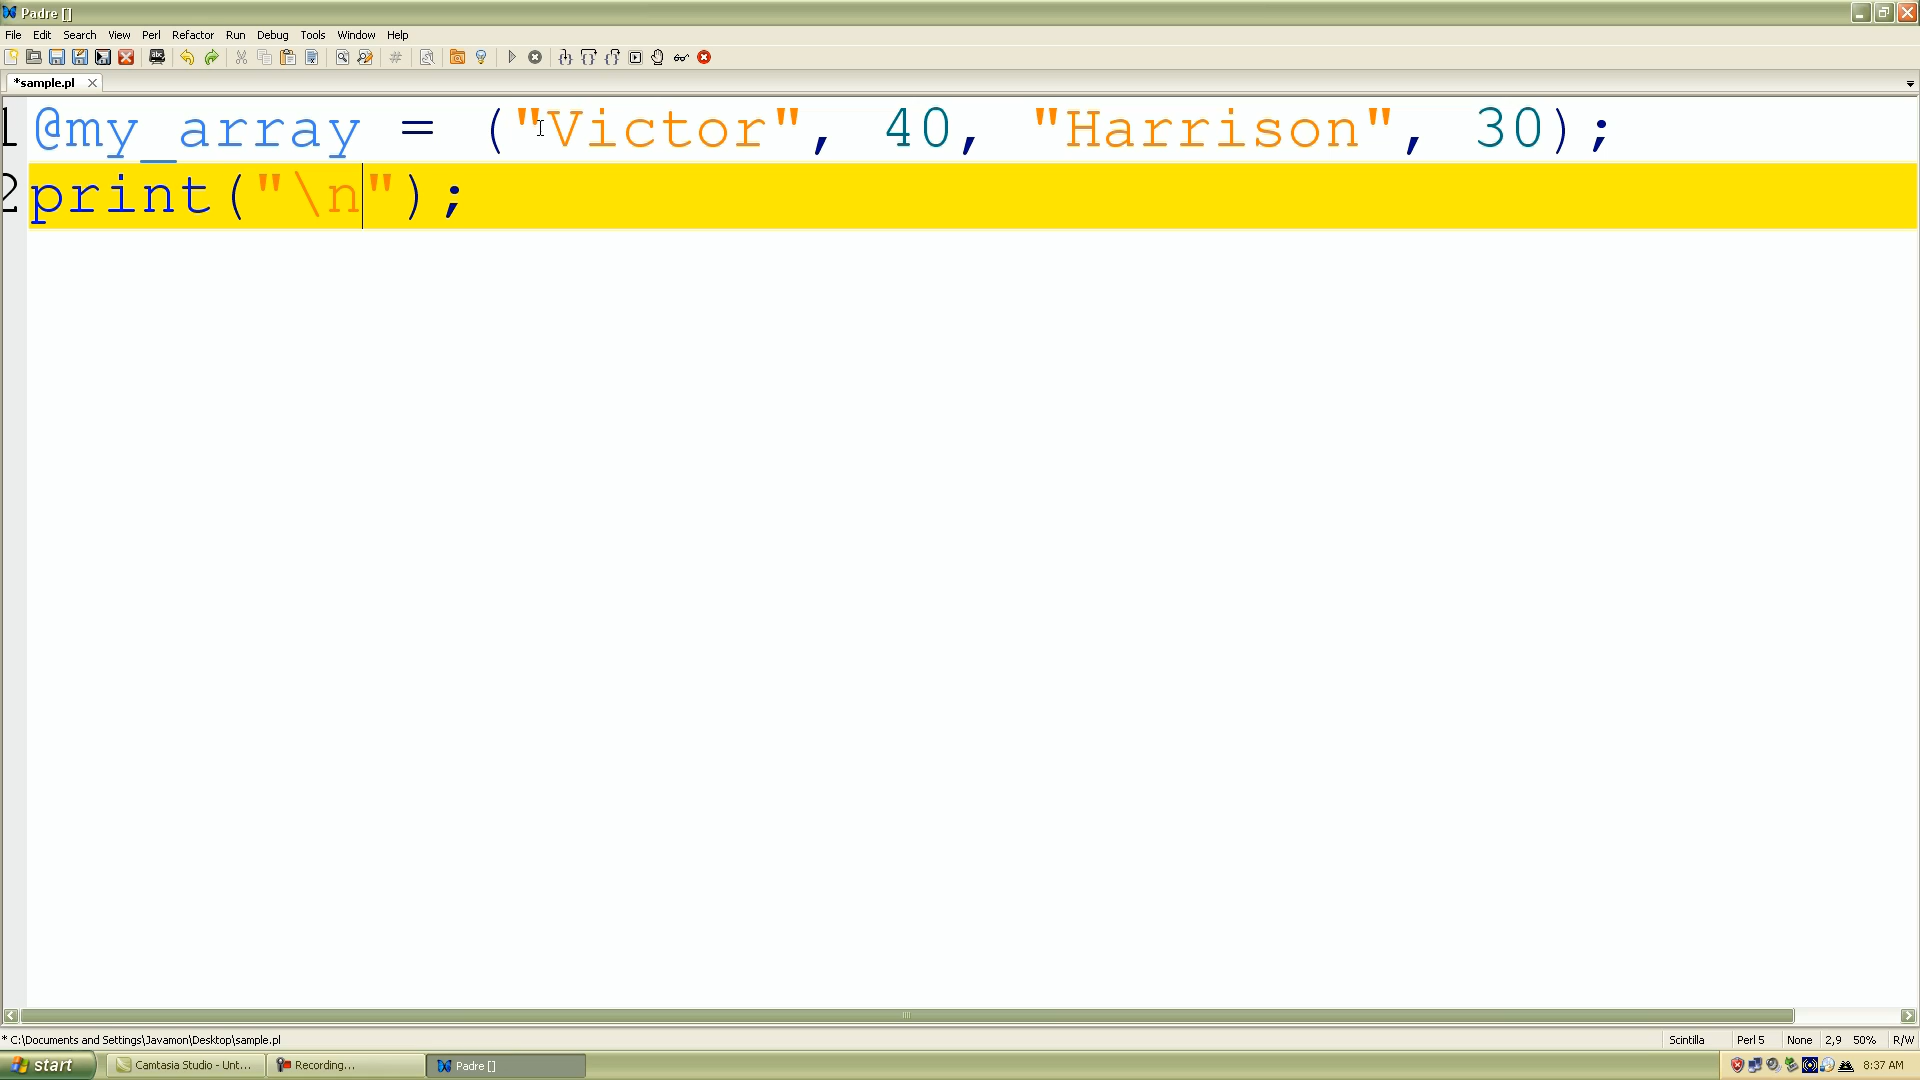 Padre []
File Edit Search View Perl Refactor Run Debug Tools Window Help
*sample.pl
1 @my_array = ("Victor", 40, "Harrison", 30);
2 print("\n");
* C:\Documents and Settings\Javamon\Desktop\sample.pl Scintilla Perl 5 None 2,9 50% R/W
start Camtasia Studio - Unt... Recording... Padre [] 8:37 AM